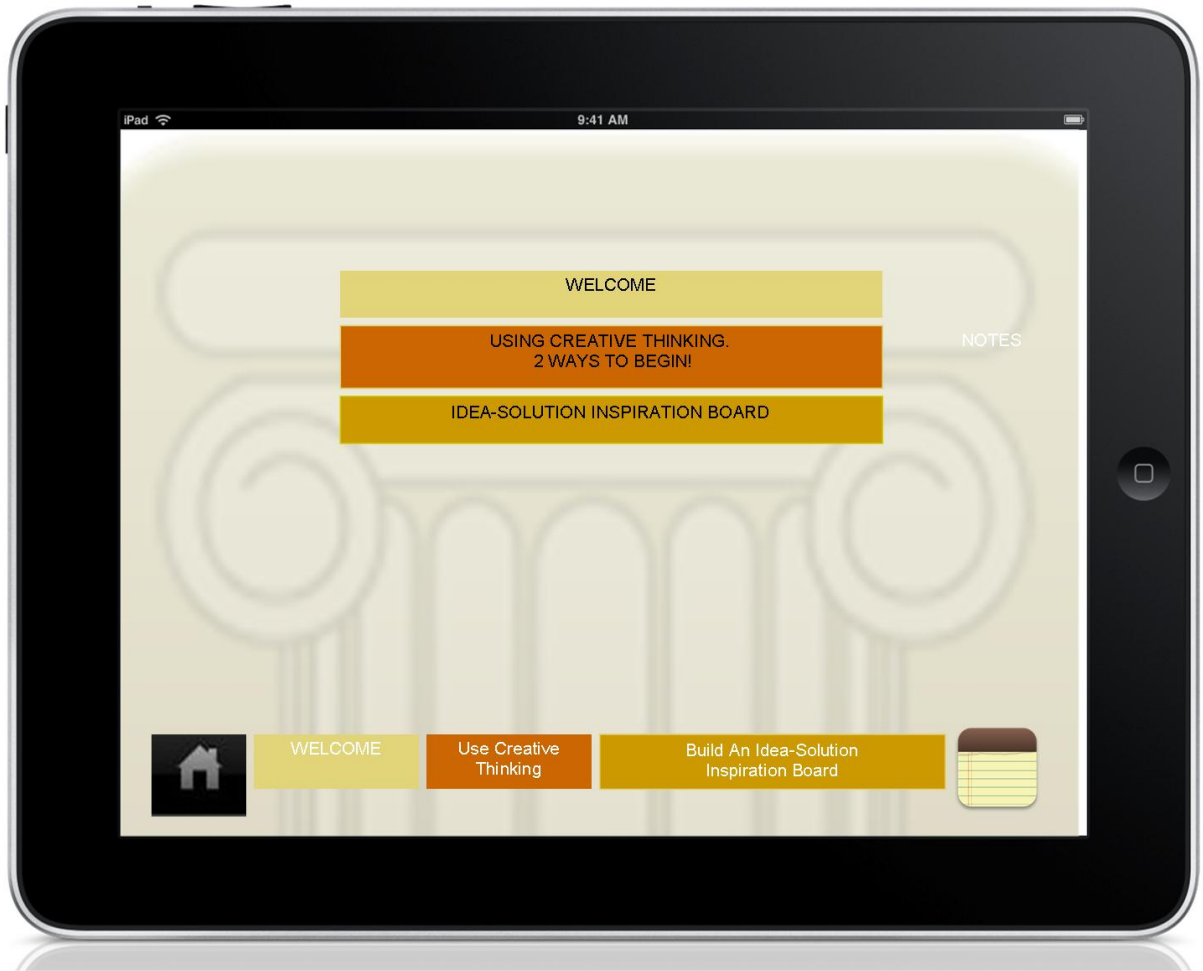 iPad
9:41 AM
WELCOME
USING CREATIVE THINKING.
2 WAYS TO BEGIN!
NOTES
IDEA-SOLUTION INSPIRATION BOARD
WELCOME
Use Creative
Thinking
Build An Idea-Solution
Inspiration Board